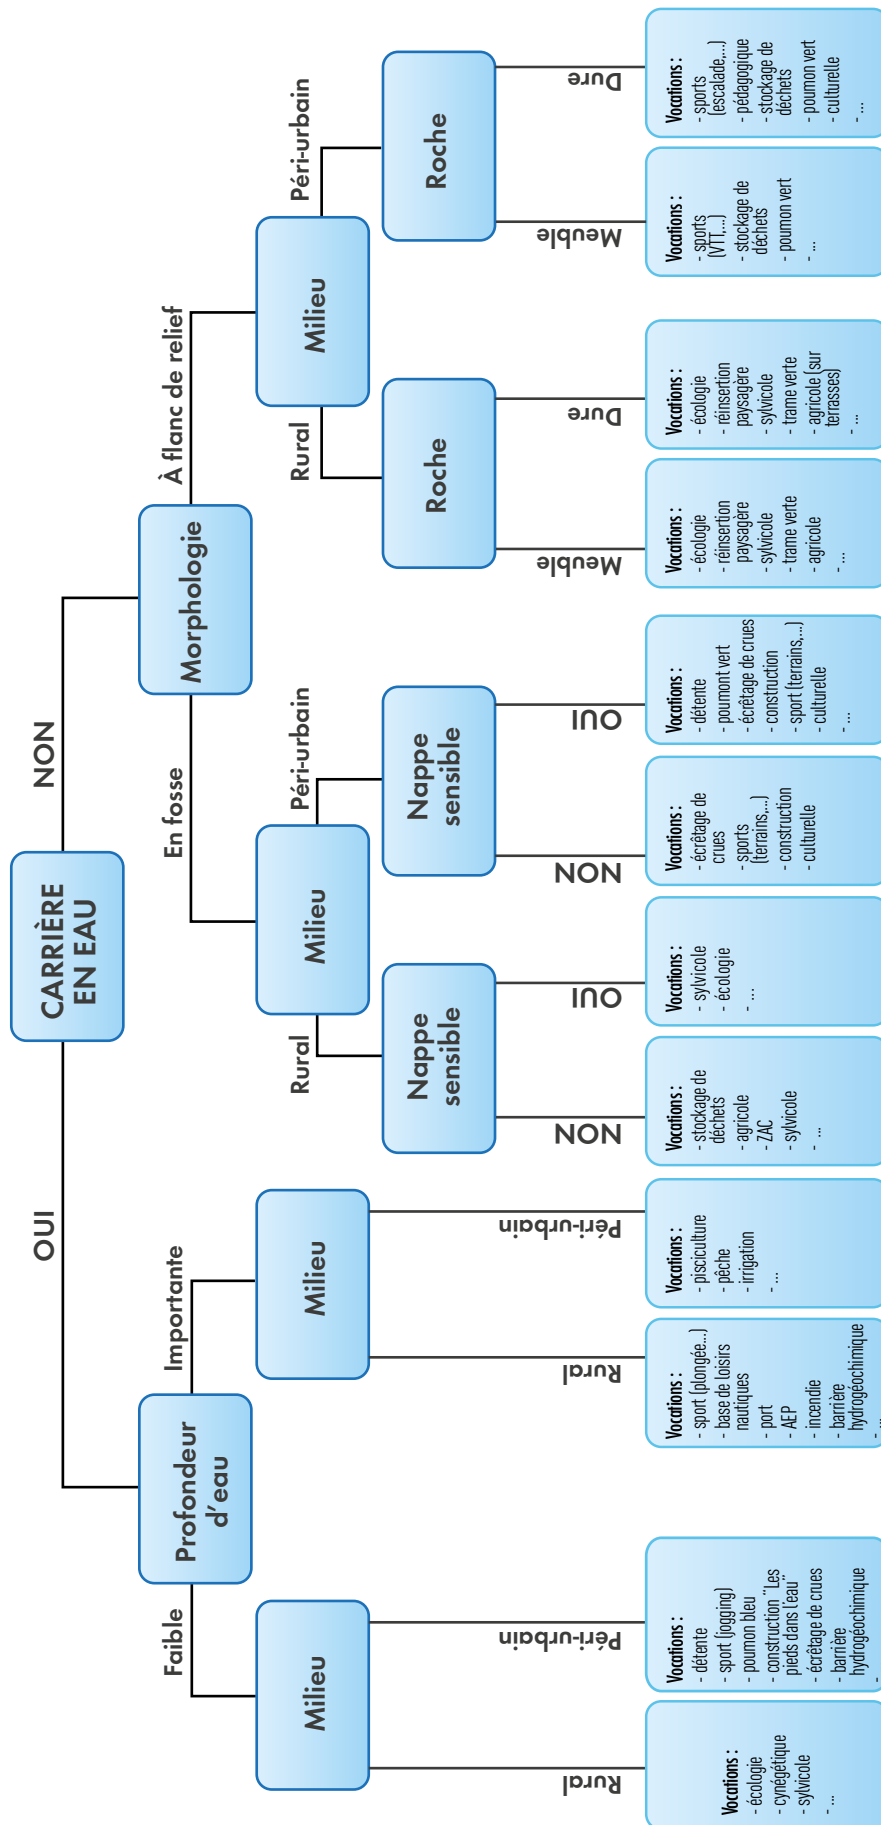 CARRIÈRE
EN EAU
OUI
NON
Profondeur
d'eau
Morphologie
Faible
Importante
En fosse
À flanc de relief
Milieu
Milieu
Milieu
Milieu
Rural
Péri-urbain
Rural
Péri-urbain
Rural
Péri-urbain
Rural
Péri-urbain
Nappe
sensible
Nappe
sensible
Roche
Roche
NON
OUI
NON
OUI
Meuble
Dure
Meuble
Dure
Vocations :
- écologie
- cynégétique
- sylvicole
- ...
Vocations :
- détente
- sport (jogging)
- poumon bleu
- construction "Les
pieds dans l'eau"
- écrêtage de crues
- barrière
hydrogéochimique
-
Vocations :
- sport (plongée...)
- base de loisirs
nautiques
- port
- AEP
- incendie
- barrière
hydrogéochimique
- ...
Vocations :
- pisciculture
- pêche
- irrigation
- ...
Vocations :
- stockage de
déchets
- agricole
- ZAC
- sylvicole
- ...
Vocations :
- sylvicole
- écologie
- ...
Vocations :
- écrêtage de
crues
- sports
(terrains,...)
- construction
- culturelle
Vocations :
- détente
- poumont vert
- écrêtage de crues
- construction
- sport (terrains,...)
- culturelle
- ...
Vocations :
- écologie
- réinsertion
paysagère
- sylvicole
- trame verte
- agricole
- ...
Vocations :
- écologie
- réinsertion
paysagère
- sylvicole
- trame verte
- agricole (sur
terrasses)
- ...
Vocations :
- sports
(VTT,...)
- stockage de
déchets
- poumon vert
- ...
Vocations :
- sports
(escalade,...)
- pédagogique
- stockage de
déchets
- poumon vert
- culturelle
- ...